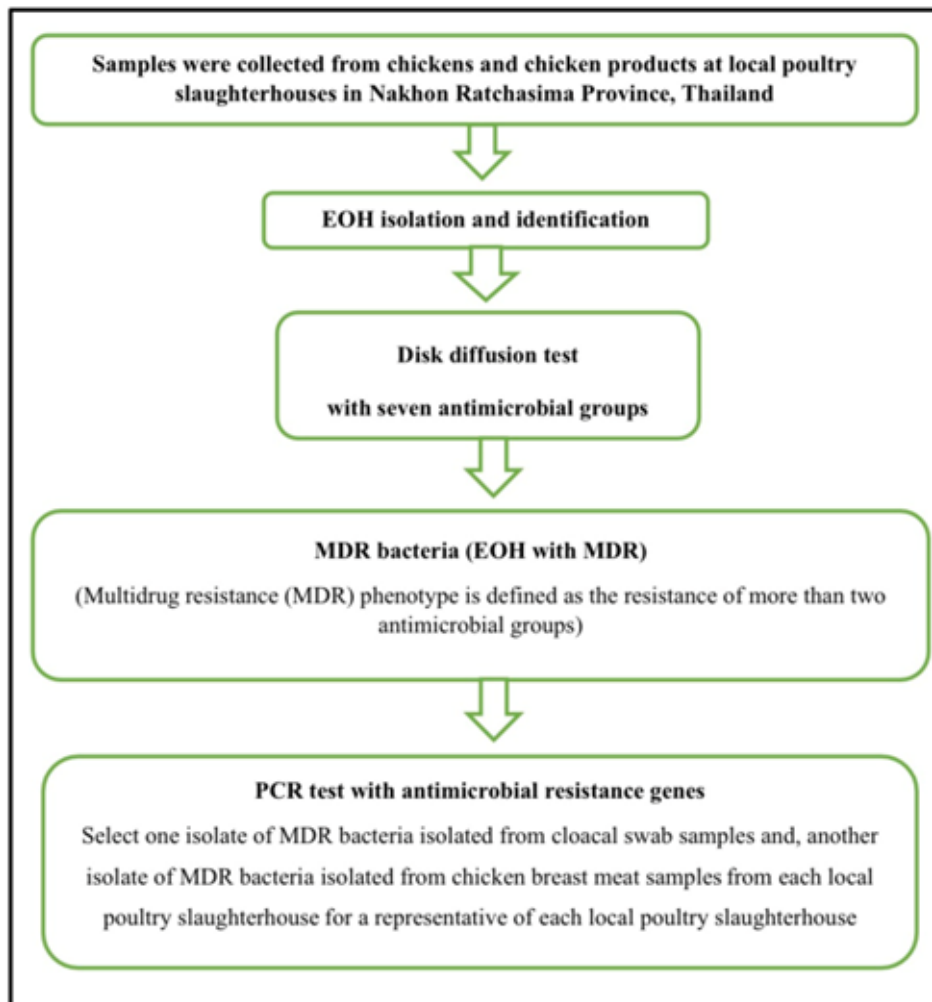 Samples were collected from chickens and chicken products at local poultry
slaughterhouses in Nakhon Ratchasima Province, Thailand
EOH isolation and identification
Disk diffusion test
with seven antimicrobial groups
MDR bacteria (EOH with MDR)
(Multidrug resistance (MDR) phenotype is defined as the resistance of more than two
antimicrobial groups)
PCR test with antimicrobial resistance genes
Select one isolate of MDR bacteria isolated from cloacal swab samples and, another
isolate of MDR bacteria isolated from chicken breast meat samples from each local
poultry slaughterhouse for a representative of each local poultry slaughterhouse